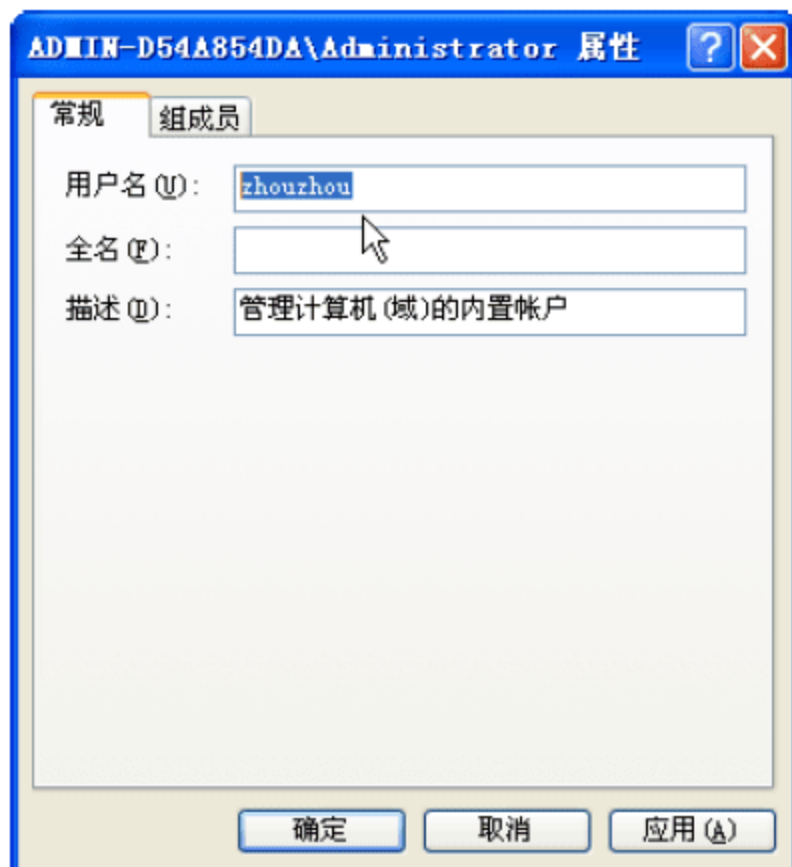 ADMIN-D54A854DA\Administrator 属性
常规 组成员
用户名(U): zhouzhou
全名(F):
描述(D): 管理计算机(域)的内置帐户
确定 取消 应用(A)